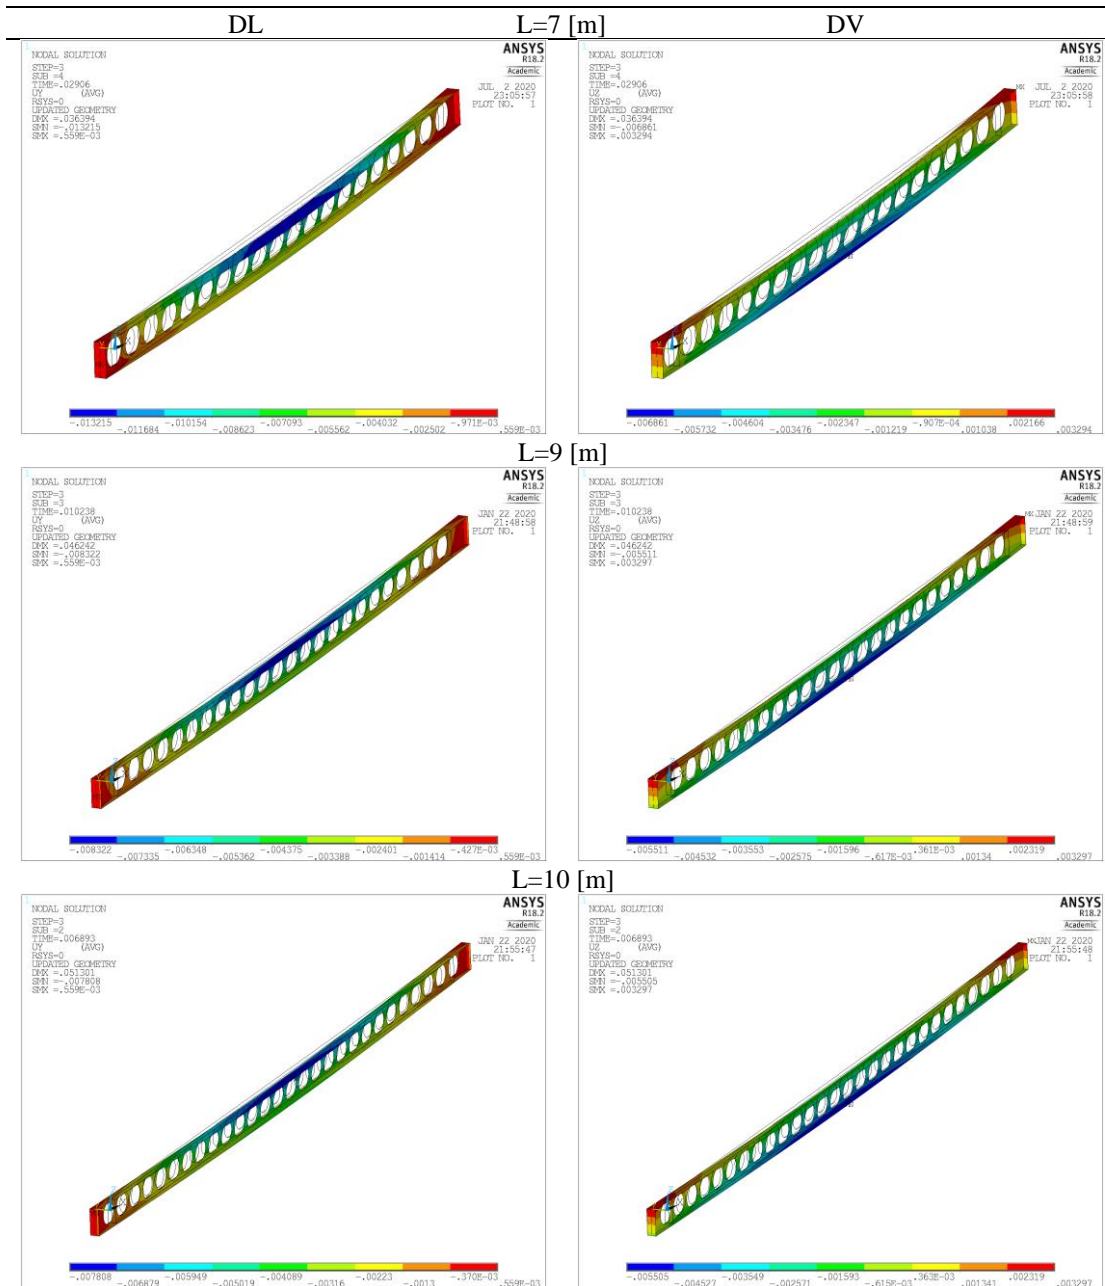 DL L=7 [m] DV
1
NODAL SOLUTION
STEP=3
SUB =4
TIME=.02906
UY (AVG)
RSYS=0
UPDATED GEOMETRY
DMX =.036394
SMN =-.013215
SMX =.559E-03
ANSYS
R18.2
Academic
JUL 2 2020
23:05:57
PLOT NO. 1
Z
Y X
-.013215 -.010154 -.007093 -.004032 -.971E-03
-.011684 -.008623 -.005562 -.002502 .559E-03
1
NODAL SOLUTION
STEP=3
SUB =4
TIME=.02906
UZ (AVG)
RSYS=0
UPDATED GEOMETRY
DMX =.036394
SMN =-.006861
SMX =.003294
ANSYS
R18.2
Academic
MX JUL 2 2020
23:05:58
PLOT NO. 1
Y X
-.006861 -.004604 -.002347 -.907E-04 .002166
-.005732 -.003476 -.001219 .001038 .003294
L=9 [m]
1
NODAL SOLUTION
STEP=3
SUB =3
TIME=.010238
UY (AVG)
RSYS=0
UPDATED GEOMETRY
DMX =.046242
SMN =-.008322
SMX =.559E-03
ANSYS
R18.2
Academic
JAN 22 2020
21:48:58
PLOT NO. 1
-.008322 -.006348 -.004375 -.002401 -.427E-03
-.007335 -.005362 -.003388 -.001414 .559E-03
1
NODAL SOLUTION
STEP=3
SUB =3
TIME=.010238
UZ (AVG)
RSYS=0
UPDATED GEOMETRY
DMX =.046242
SMN =-.005511
SMX =.003297
ANSYS
R18.2
Academic
MX JAN 22 2020
21:48:59
PLOT NO. 1
-.005511 -.003553 -.001596 .361E-03 .002319
-.004532 -.002575 -.617E-03 .00134 .003297
L=10 [m]
1
NODAL SOLUTION
STEP=3
SUB =2
TIME=.006893
UY (AVG)
RSYS=0
UPDATED GEOMETRY
DMX =.051301
SMN =-.007808
SMX =.559E-03
ANSYS
R18.2
Academic
JAN 22 2020
21:55:47
PLOT NO. 1
-.007808 -.005949 -.004089 -.00223 -.370E-03
-.006879 -.005019 -.00316 -.0013 .559E-03
1
NODAL SOLUTION
STEP=3
SUB =2
TIME=.006893
UZ (AVG)
RSYS=0
UPDATED GEOMETRY
DMX =.051301
SMN =-.005505
SMX =.003297
ANSYS
R18.2
Academic
MX JAN 22 2020
21:55:48
PLOT NO. 1
-.005505 -.003549 -.001593 .363E-03 .002319
-.004527 -.002571 -.615E-03 .001341 .003297